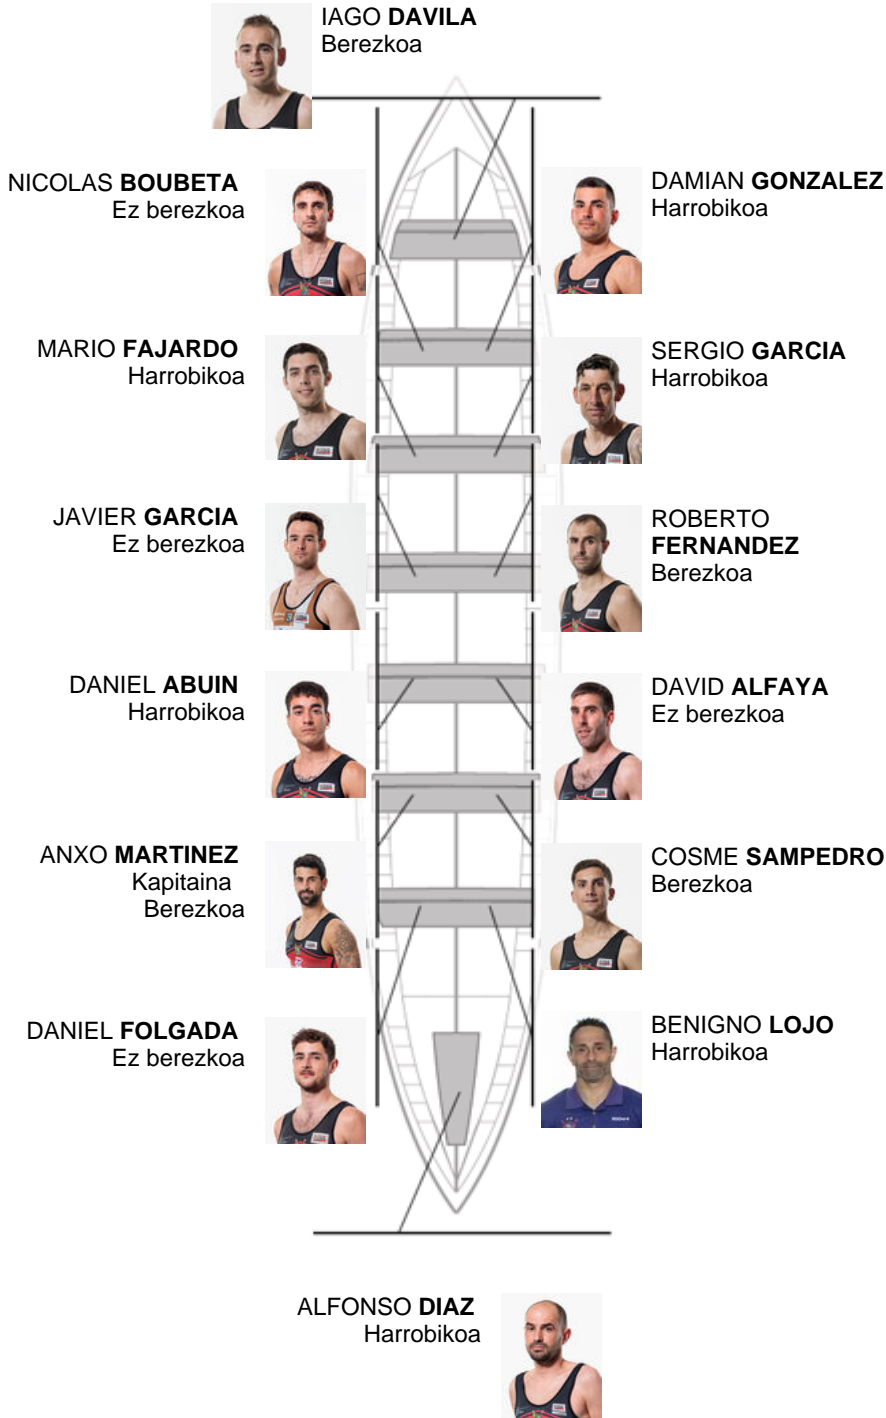 IAGO DAVILA
Berezkoa
NICOLAS BOUBETA
Ez berezkoa
DAMIAN GONZALEZ
Harrobikoa
MARIO FAJARDO
Harrobikoa
SERGIO GARCIA
Harrobikoa
JAVIER GARCIA
Ez berezkoa
ROBERTO
FERNANDEZ
Berezkoa
DANIEL ABUIN
Harrobikoa
DAVID ALFAYA
Ez berezkoa
ANXO MARTINEZ
Kapitaina
Berezkoa
COSME SAMPEDRO
Berezkoa
DANIEL FOLGADA
Ez berezkoa
BENIGNO LOJO
Harrobikoa
ALFONSO DIAZ
Harrobikoa